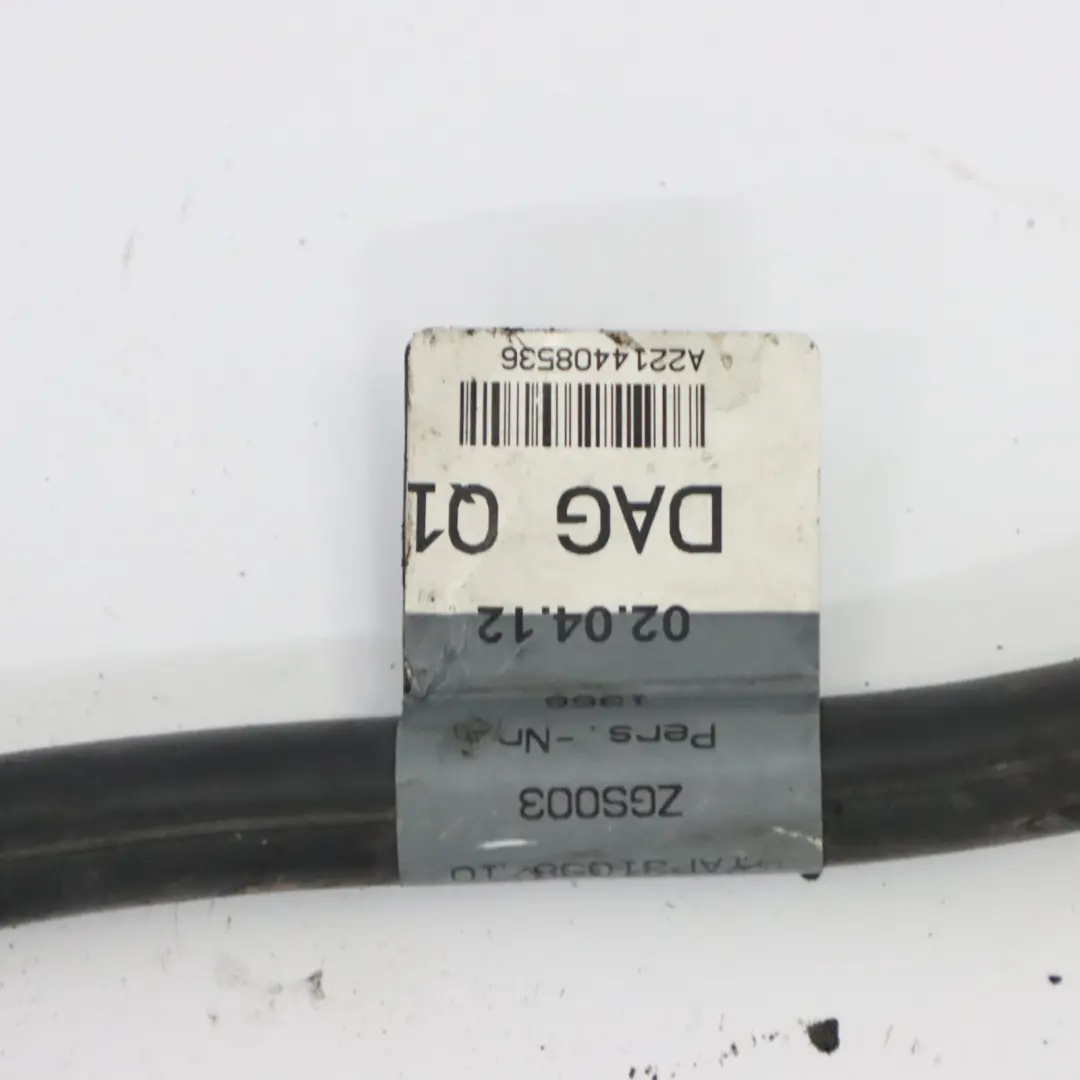 ZGS003
Pers.-Nr
02.04.12
DAG Q1
A2214408536